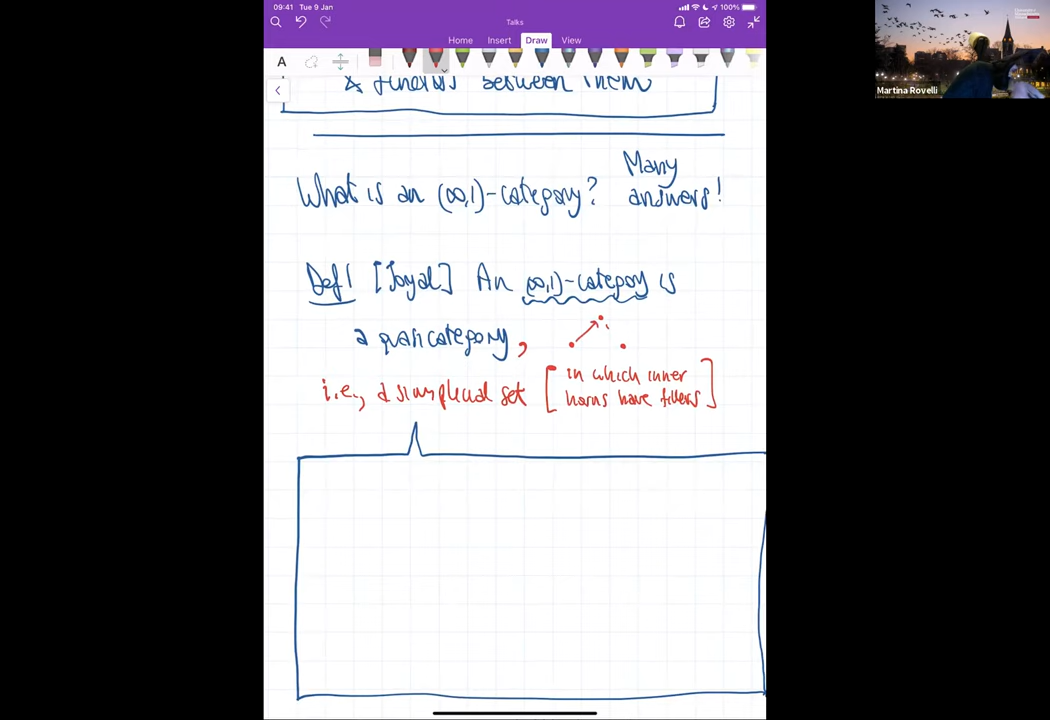 09:41 Tue 9 Jan
100%
Talks
Home Insert Draw View
A
Martina Rovelli
& functors between them
What is an (∞,1)-category? Many answers!
Def 1 [Joyal] An (∞,1)-category is
a quasicategory,
i.e., a simplicial set [in which inner
horns have fillers]